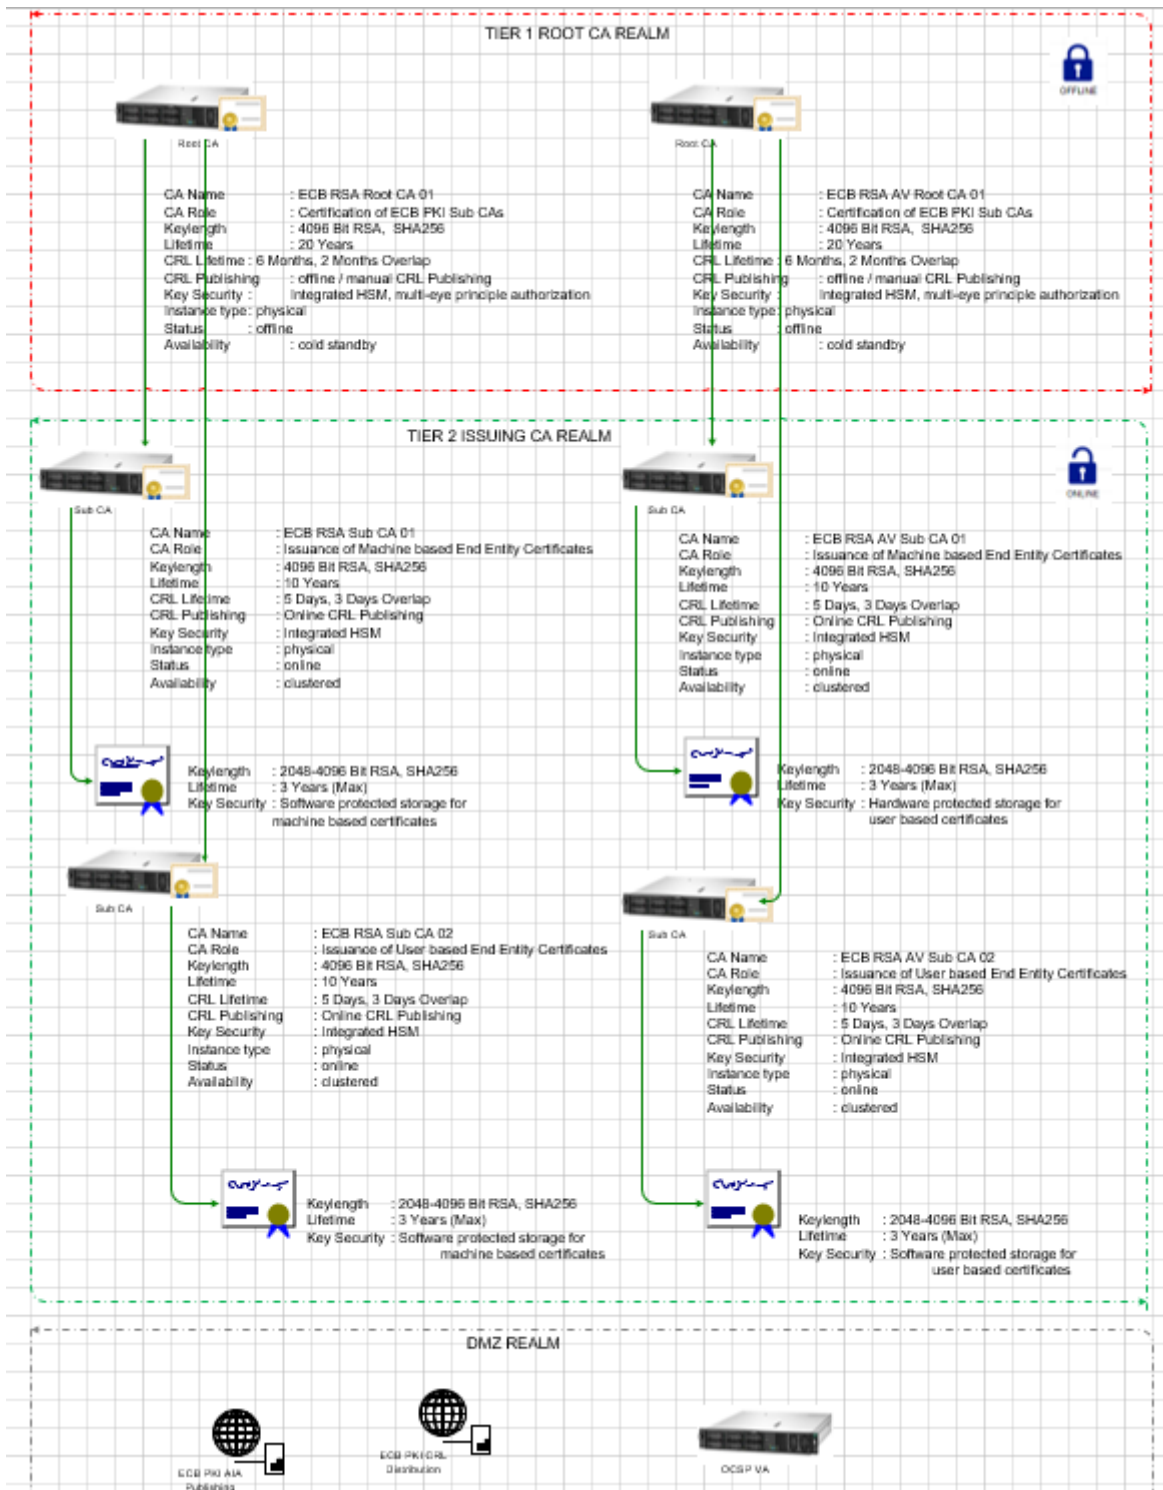 TIER 1 ROOT CA REALM
OFFLINE
Root CA
Root CA
CA Name : ECB RSA Root CA 01
CA Role : Certification of ECB PKI Sub CAs
Keylength : 4096 Bit RSA, SHA256
Lifetime : 20 Years
CRL Lifetime : 6 Months, 2 Months Overlap
CRL Publishing : offline / manual CRL Publishing
Key Security : Integrated HSM, multi-eye principle authorization
Instance type : physical
Status : offline
Availability : cold standby
CA Name : ECB RSA AV Root CA 01
CA Role : Certification of ECB PKI Sub CAs
Keylength : 4096 Bit RSA, SHA256
Lifetime : 20 Years
CRL Lifetime : 6 Months, 2 Months Overlap
CRL Publishing : offline / manual CRL Publishing
Key Security : Integrated HSM, multi-eye principle authorization
Instance type : physical
Status : offline
Availability : cold standby
TIER 2 ISSUING CA REALM
ONLINE
Sub CA
Sub CA
CA Name : ECB RSA Sub CA 01
CA Role : Issuance of Machine based End Entity Certificates
Keylength : 4096 Bit RSA, SHA256
Lifetime : 10 Years
CRL Lifetime : 5 Days, 3 Days Overlap
CRL Publishing : Online CRL Publishing
Key Security : Integrated HSM
Instance type : physical
Status : online
Availability : clustered
CA Name : ECB RSA AV Sub CA 01
CA Role : Issuance of Machine based End Entity Certificates
Keylength : 4096 Bit RSA, SHA256
Lifetime : 10 Years
CRL Lifetime : 5 Days, 3 Days Overlap
CRL Publishing : Online CRL Publishing
Key Security : Integrated HSM
Instance type : physical
Status : online
Availability : clustered
Keylength : 2048-4096 Bit RSA, SHA256
Lifetime : 3 Years (Max)
Key Security : Software protected storage for
machine based certificates
Keylength : 2048-4096 Bit RSA, SHA256
Lifetime : 3 Years (Max)
Key Security : Hardware protected storage for
user based certificates
Sub CA
Sub CA
CA Name : ECB RSA Sub CA 02
CA Role : Issuance of User based End Entity Certificates
Keylength : 4096 Bit RSA, SHA256
Lifetime : 10 Years
CRL Lifetime : 5 Days, 3 Days Overlap
CRL Publishing : Online CRL Publishing
Key Security : Integrated HSM
Instance type : physical
Status : online
Availability : clustered
CA Name : ECB RSA AV Sub CA 02
CA Role : Issuance of User based End Entity Certificates
Keylength : 4096 Bit RSA, SHA256
Lifetime : 10 Years
CRL Lifetime : 5 Days, 3 Days Overlap
CRL Publishing : Online CRL Publishing
Key Security : Integrated HSM
Instance type : physical
Status : online
Availability : clustered
Keylength : 2048-4096 Bit RSA, SHA256
Lifetime : 3 Years (Max)
Key Security : Software protected storage for
machine based certificates
Keylength : 2048-4096 Bit RSA, SHA256
Lifetime : 3 Years (Max)
Key Security : Software protected storage for
user based certificates
DMZ REALM
ECB PKI AIA
Publishing
ECB PKI CRL
Distribution
OCSP VA